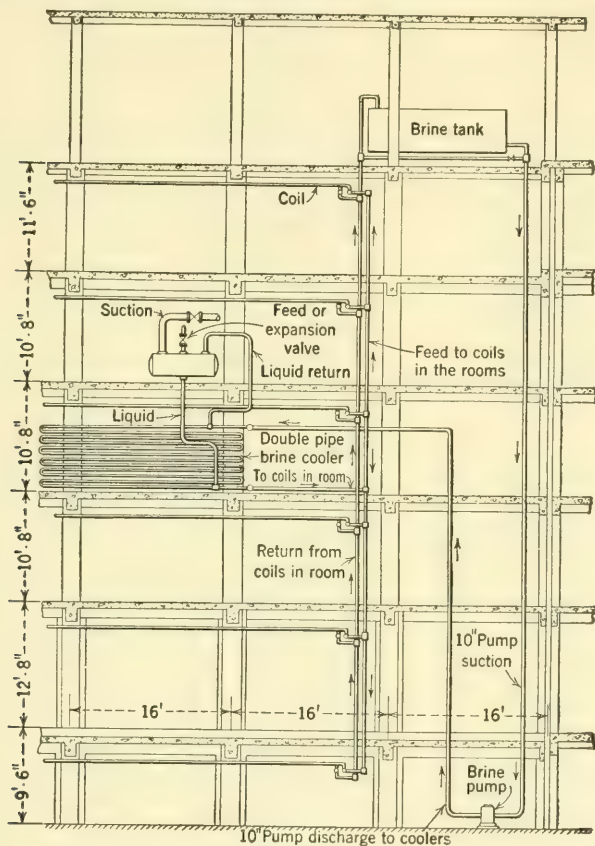 Brine tank
Coil
Suction
Feed or
expansion
valve
Liquid return
Feed to coils
in the rooms
Liquid
Double pipe
brine cooler
To coils in room
Return from
coils in room
10" Pump
suction
16'
16'
16'
Brine
pump
10" Pump discharge to coolers
11'·6"
10'·8"
10'·8"
10'·8"
12'·8"
9'·6"